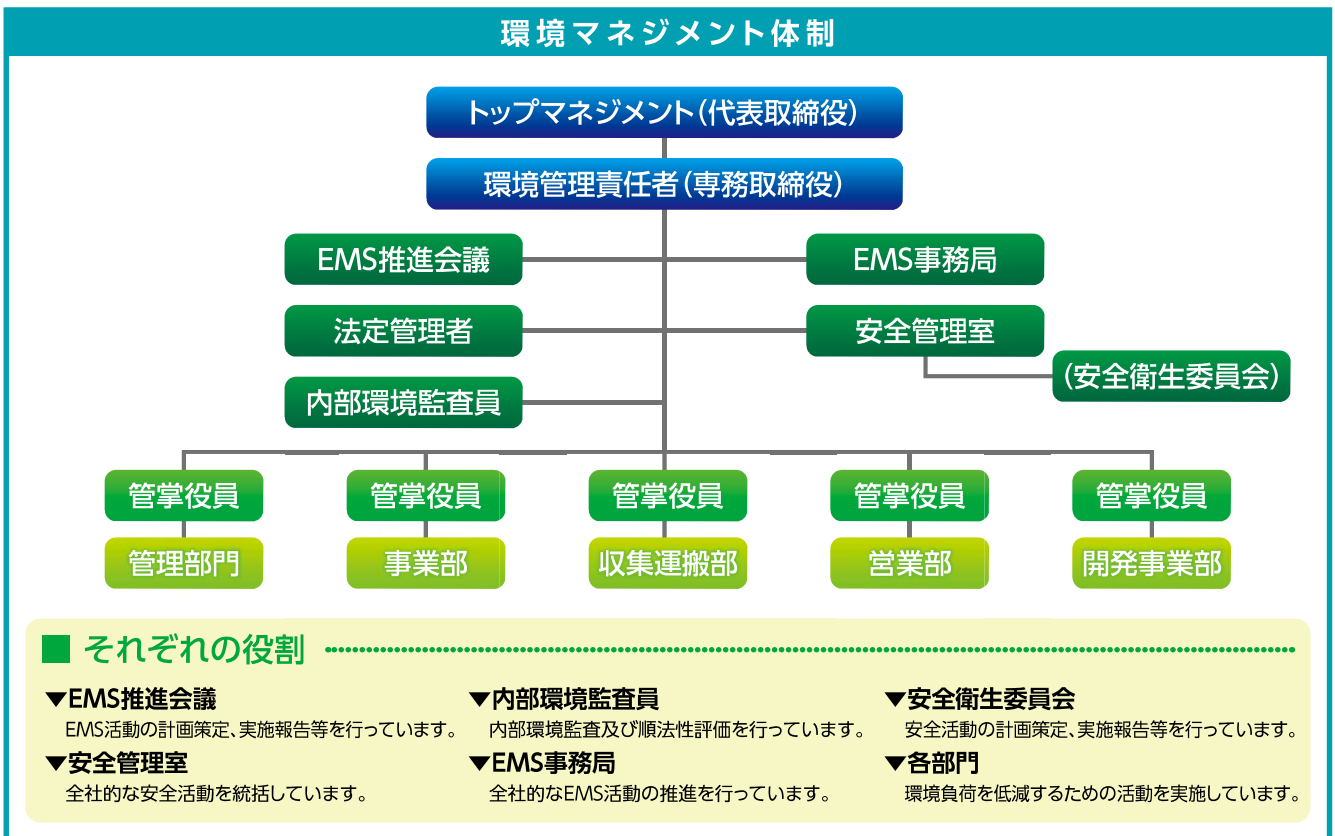 環境マネジメント体制
トップマネジメント(代表取締役)
環境管理責任者(専務取締役)
EMS推進会議
EMS事務局
法定管理者
安全管理室
(安全衛生委員会)
内部環境監査員
管掌役員
管掌役員
管掌役員
管掌役員
管掌役員
管理部門
事業部
収集運搬部
営業部
開発事業部
■ それぞれの役割
▼EMS推進会議
EMS活動の計画策定、実施報告等を行っています。
▼内部環境監査員
内部環境監査及び順法性評価を行っています。
▼安全衛生委員会
安全活動の計画策定、実施報告等を行っています。
▼安全管理室
全社的な安全活動を統括しています。
▼EMS事務局
全社的なEMS活動の推進を行っています。
▼各部門
環境負荷を低減するための活動を実施しています。